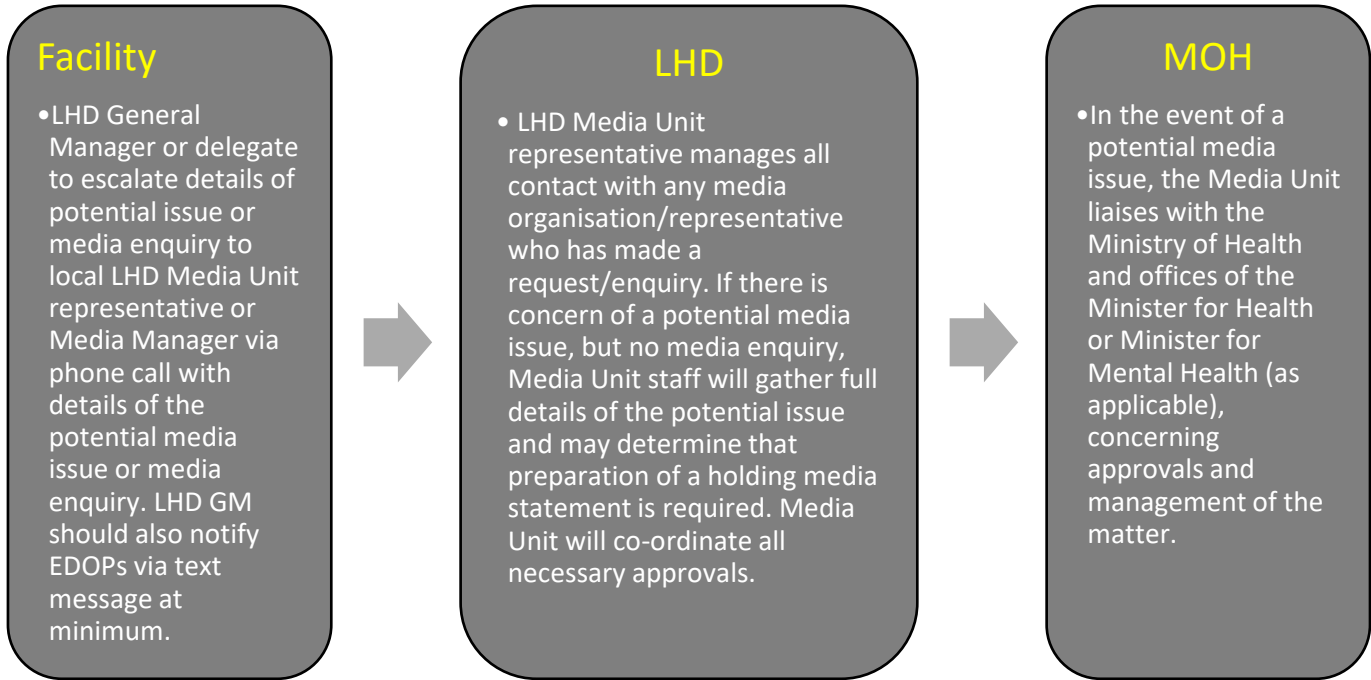 Facility
•LHD General
Manager or delegate
to escalate details of
potential issue or
media enquiry to
local LHD Media Unit
representative or
Media Manager via
phone call with
details of the
potential media
issue or media
enquiry. LHD GM
should also notify
EDOPs via text
message at
minimum.
LHD
• LHD Media Unit
representative manages all
contact with any media
organisation/representative
who has made a
request/enquiry. If there is
concern of a potential media
issue, but no media enquiry,
Media Unit staff will gather full
details of the potential issue
and may determine that
preparation of a holding media
statement is required. Media
Unit will co-ordinate all
necessary approvals.
MOH
•In the event of a
potential media
issue, the Media Unit
liaises with the
Ministry of Health
and offices of the
Minister for Health
or Minister for
Mental Health (as
applicable),
concerning
approvals and
management of the
matter.